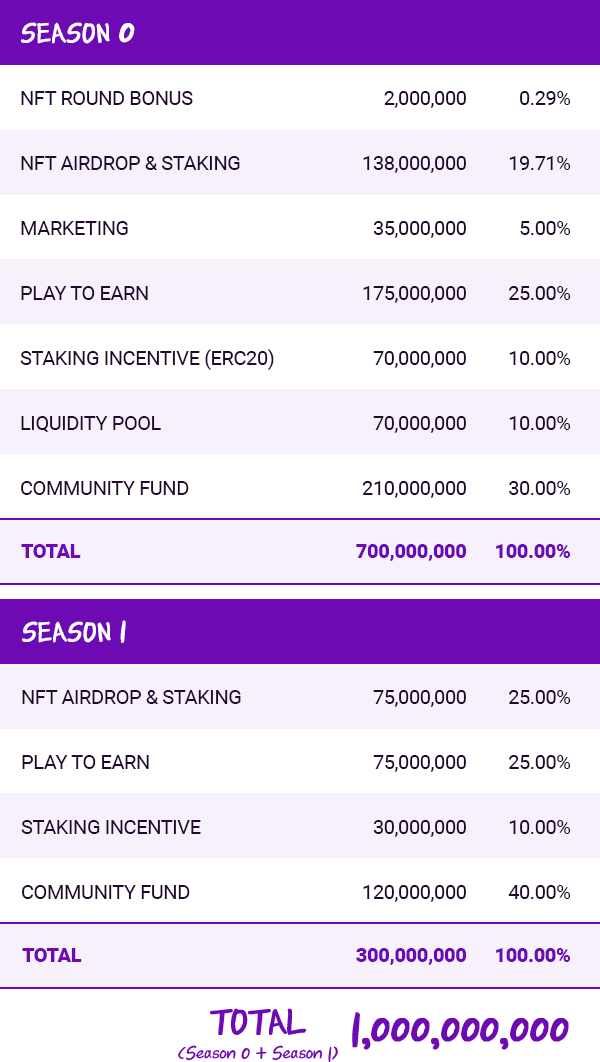 SEASON 0
NFT ROUND BONUS 2,000,000 0.29%
NFT AIRDROP & STAKING 138,000,000 19.71%
MARKETING 35,000,000 5.00%
PLAY TO EARN 175,000,000 25.00%
STAKING INCENTIVE (ERC20) 70,000,000 10.00%
LIQUIDITY POOL 70,000,000 10.00%
COMMUNITY FUND 210,000,000 30.00%
TOTAL 700,000,000 100.00%
SEASON 1
NFT AIRDROP & STAKING 75,000,000 25.00%
PLAY TO EARN 75,000,000 25.00%
STAKING INCENTIVE 30,000,000 10.00%
COMMUNITY FUND 120,000,000 40.00%
TOTAL 300,000,000 100.00%
TOTAL 1,000,000,000
(Season 0 + Season 1)